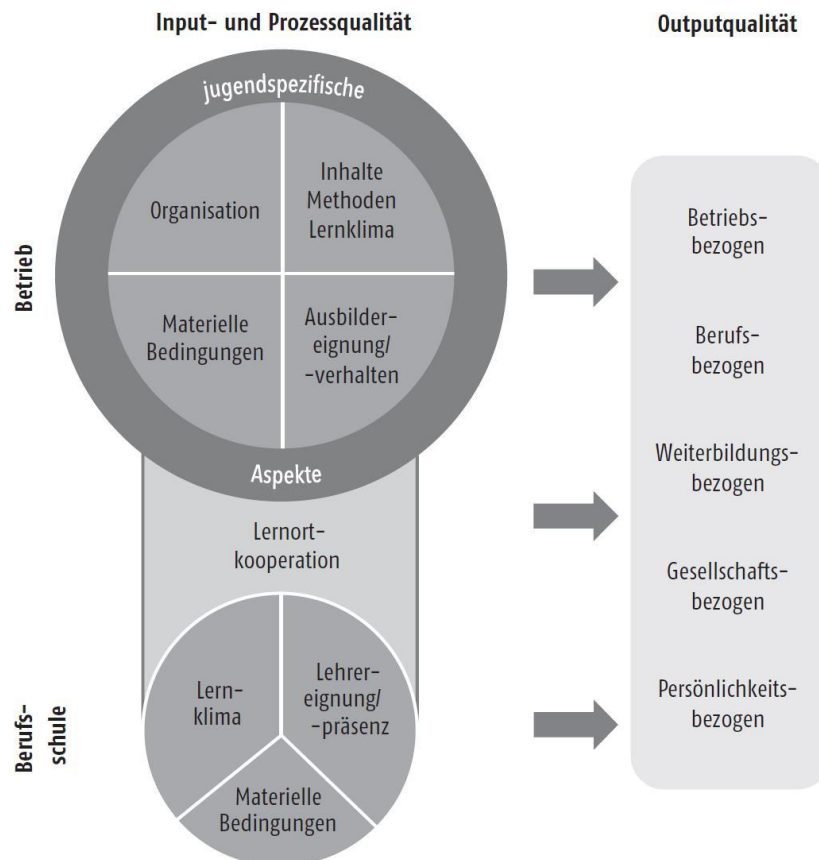 Input- und Prozessqualität
Outputqualität
Betrieb
jugendspezifische
Organisation
Inhalte
Methoden
Lernklima
Materielle
Bedingungen
Ausbilder-
eignung/
-verhalten
Aspekte
Lernort-
kooperation
Berufs-
schule
Lern-
klima
Lehrer-
eignung/
-präsenz
Materielle
Bedingungen
Betriebs-
bezogen
Berufs-
bezogen
Weiterbildungs-
bezogen
Gesellschafts-
bezogen
Persönlichkeits-
bezogen